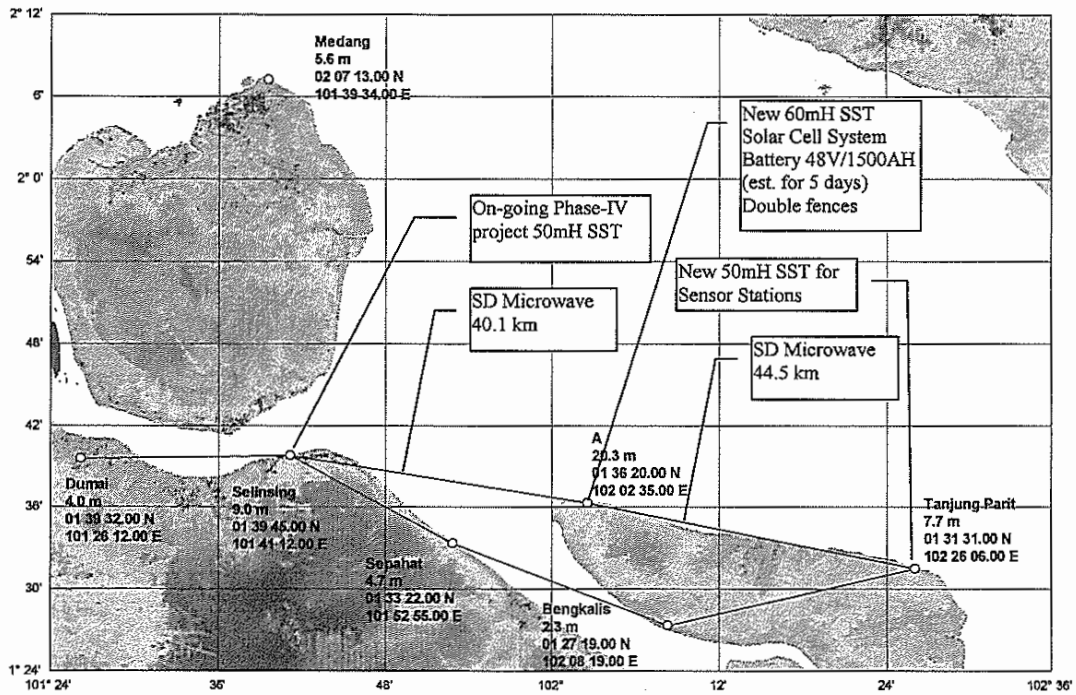 2° 12'
Medang
5.6 m
02 07 13.00 N
101 39 34.00 E
6'
New 60mH SST
Solar Cell System
Battery 48V/1500AH
(est. for 5 days)
Double fences
2° 0'
On-going Phase-IV
project 50mH SST
54'
New 50mH SST for
Sensor Stations
SD Microwave
40.1 km
48'
SD Microwave
44.5 km
42'
A
20.3 m
01 36 20.00 N
102 02 35.00 E
Dumai
4.0 m
01 39 32.00 N
101 26 12.00 E
Selinsing
9.0 m
01 39 45.00 N
101 41 12.00 E
36'
Tanjung Parit
7.7 m
01 31 31.00 N
102 26 06.00 E
Sepahat
4.7 m
01 33 22.00 N
101 52 55.00 E
30'
Bengkalis
2.3 m
01 27 19.00 N
102 08 19.00 E
1° 24'
101° 24'
36'
48'
102°
12'
24'
102° 36'